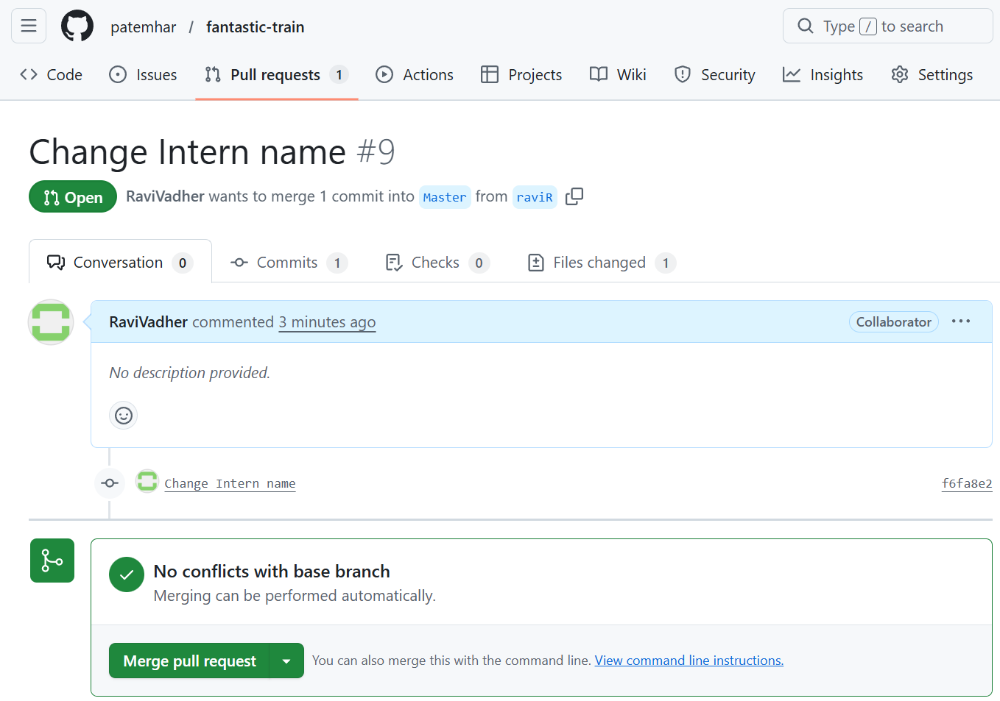 patemhar / fantastic-train
Type / to search
Code Issues Pull requests 1 Actions Projects Wiki Security Insights Settings
Change Intern name #9
Open RaviVadher wants to merge 1 commit into Master from raviR
Conversation 0 Commits 1 Checks 0 Files changed 1
RaviVadher commented 3 minutes ago Collaborator
No description provided.
Change Intern name f6fa8e2
No conflicts with base branch
Merging can be performed automatically.
Merge pull request You can also merge this with the command line. View command line instructions.